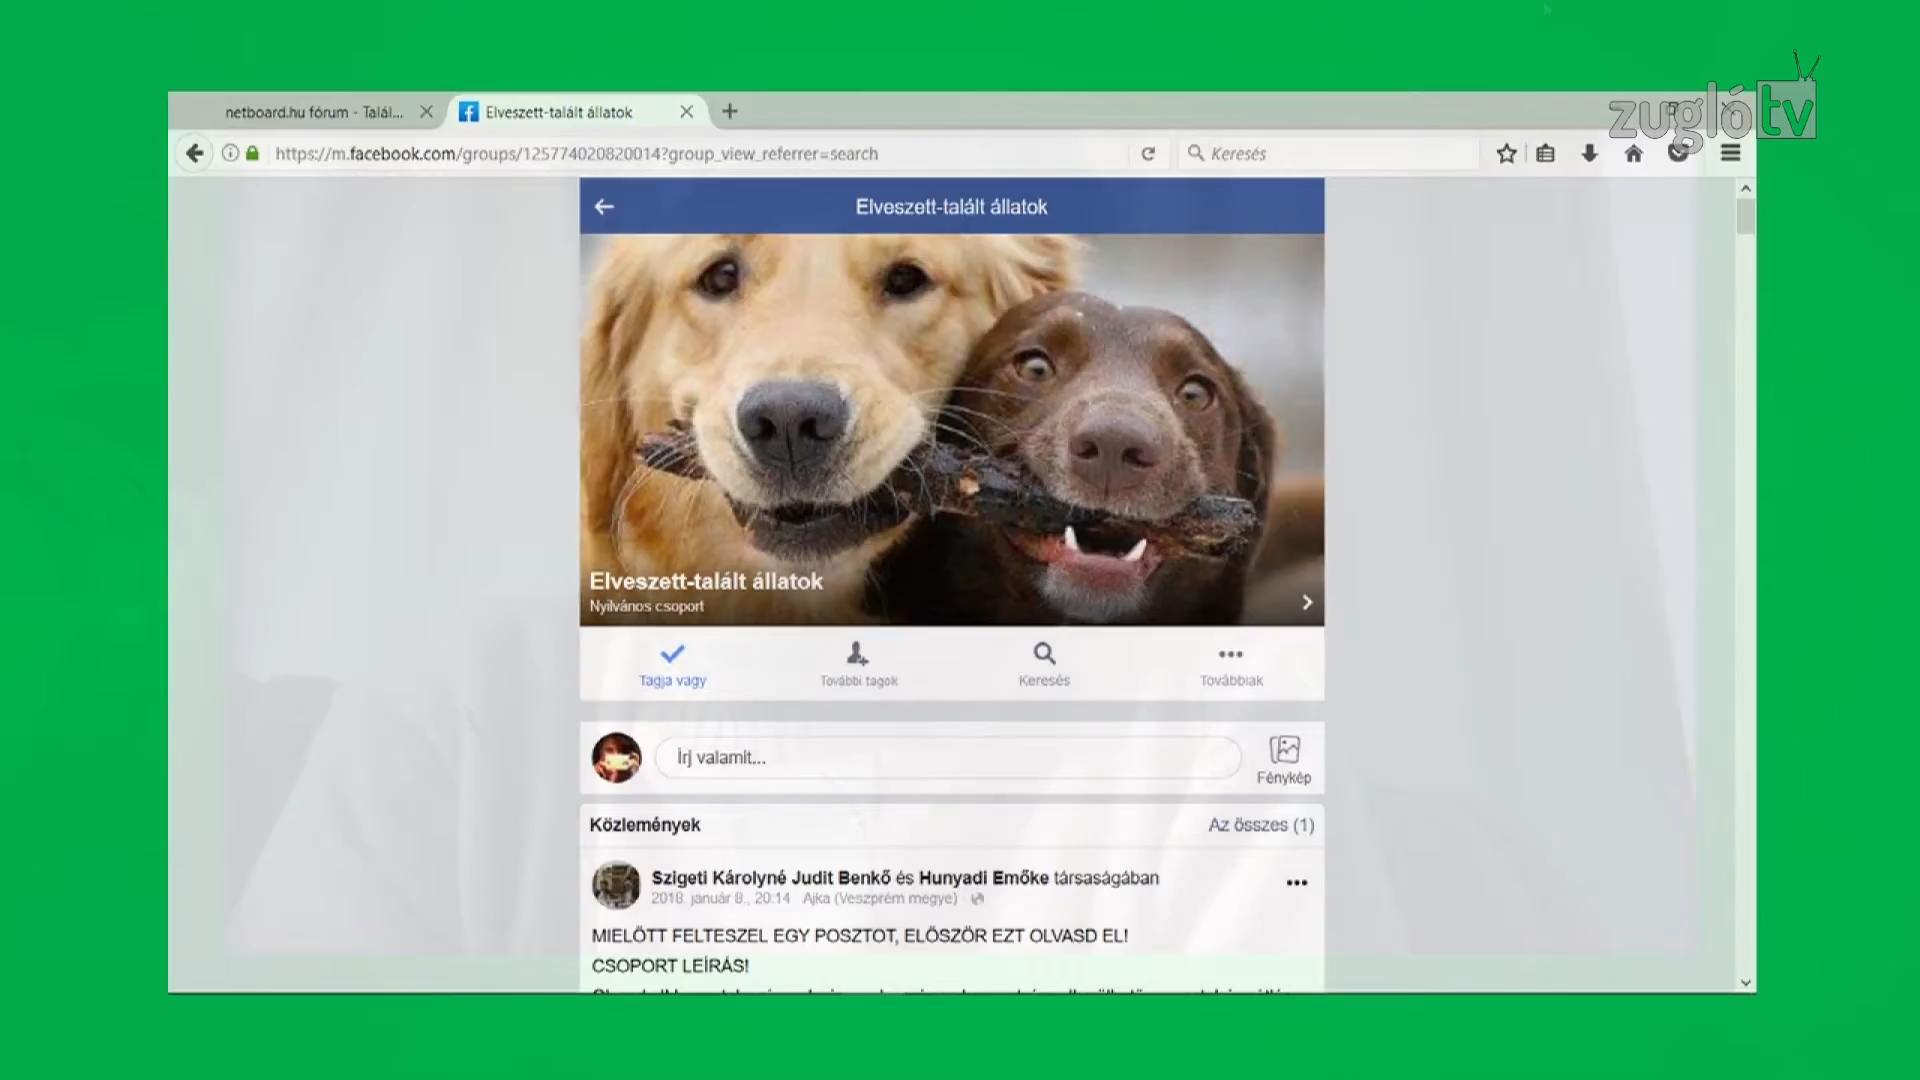 zuglótv
netboard.hu fórum - Talál...
Elveszett-talált állatok
https://m.facebook.com/groups/125774020820014?group_view_referrer=search
Keresés
Elveszett-talált állatok
Elveszett-talált állatok
Nyilvános csoport
Tagja vagy
További tagok
Keresés
Továbbiak
Írj valamit...
Fénykép
Közlemények
Az összes (1)
Szigeti Károlyné Judit Benkő és Hunyadi Emőke társaságában
2018. január 8., 20:14 Ajka (Veszprém megye)
MIELŐTT FELTESZEL EGY POSZTOT, ELŐSZÖR EZT OLVASD EL!
CSOPORT LEÍRÁS!